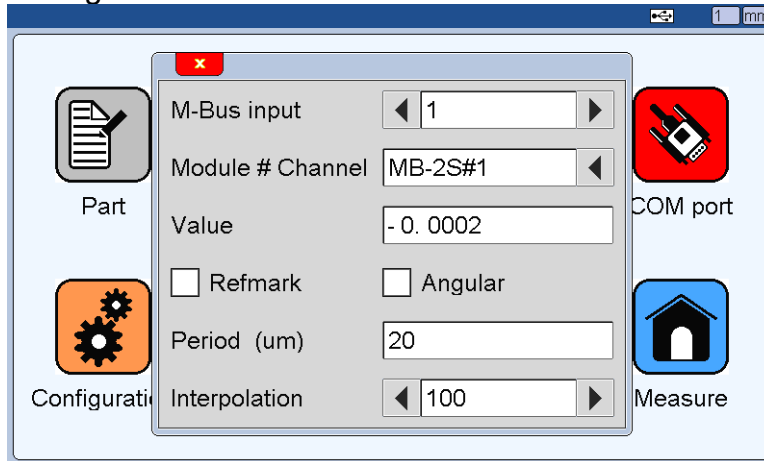 1 mm
x
M-Bus input 1
Module # Channel MB-2S#1
Part COM port
Value - 0. 0002
Refmark Angular
Period (um) 20
Configurati Interpolation 100 Measure